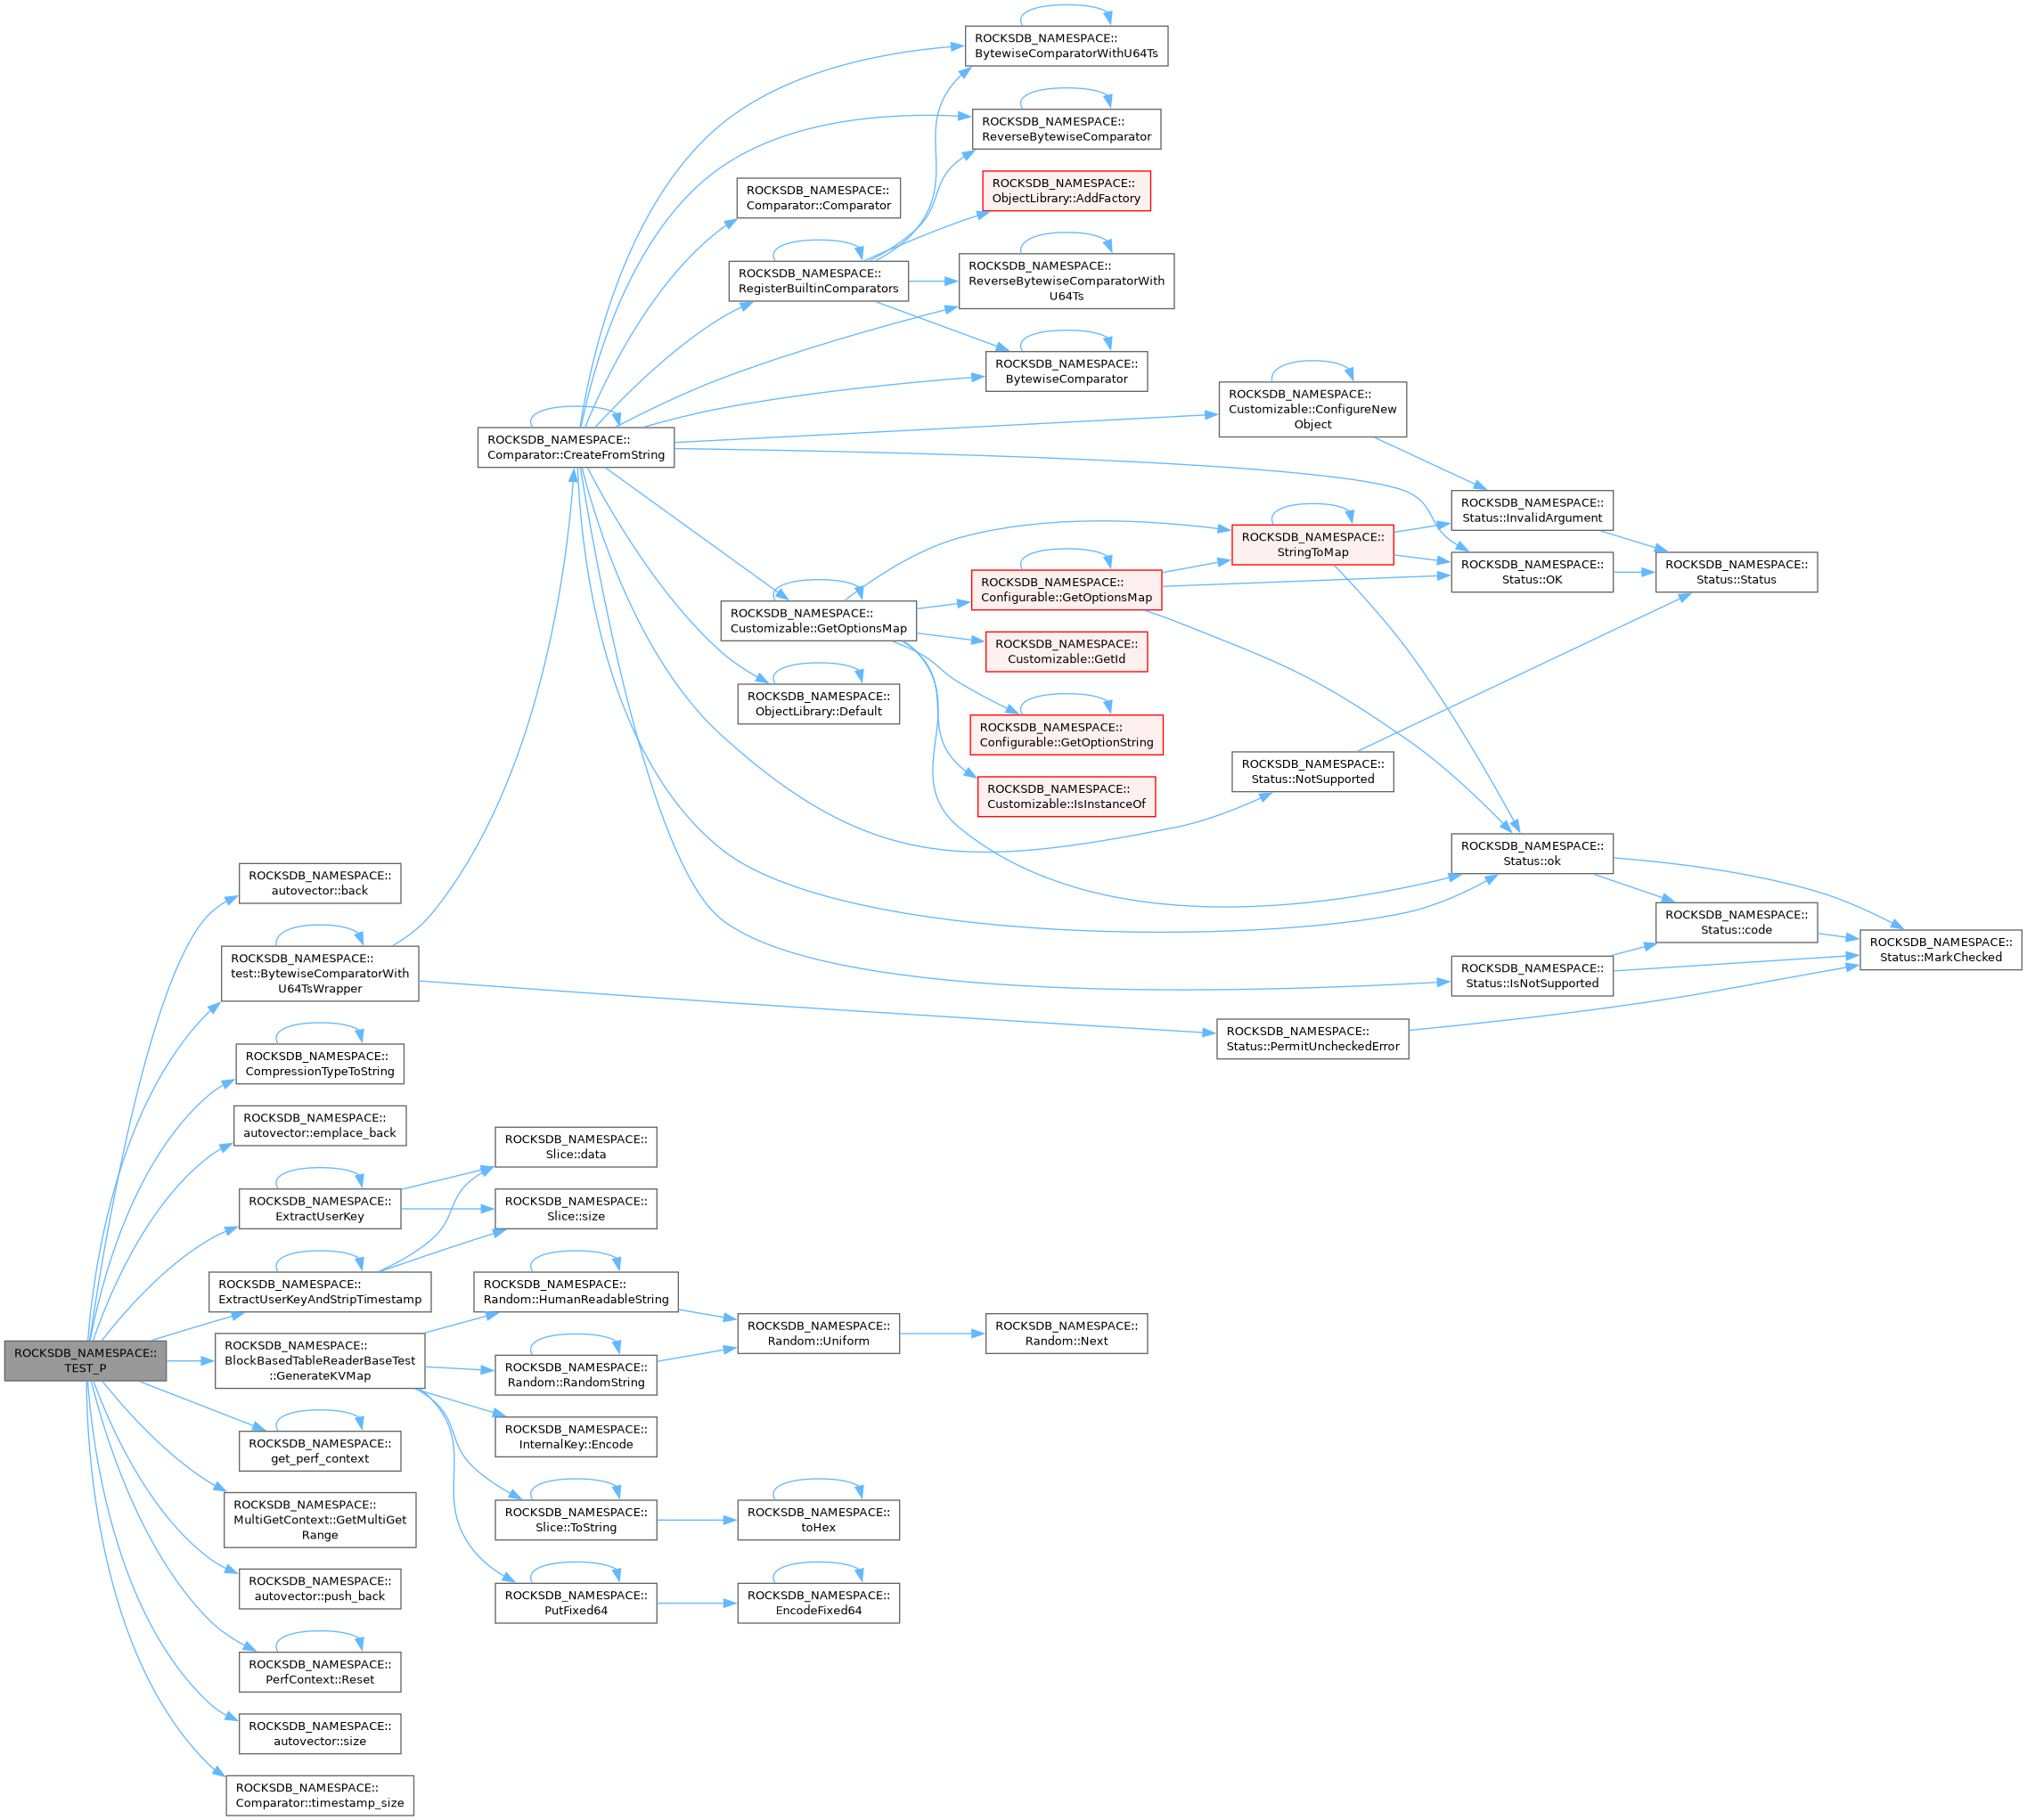 ROCKSDB_NAMESPACE::
BytewiseComparatorWithU64Ts
ROCKSDB_NAMESPACE::
ReverseBytewiseComparator
ROCKSDB_NAMESPACE::
ObjectLibrary::AddFactory
ROCKSDB_NAMESPACE::
Comparator::Comparator
ROCKSDB_NAMESPACE::
RegisterBuiltinComparators
ROCKSDB_NAMESPACE::
ReverseBytewiseComparatorWith
U64Ts
ROCKSDB_NAMESPACE::
BytewiseComparator
ROCKSDB_NAMESPACE::
Customizable::ConfigureNew
Object
ROCKSDB_NAMESPACE::
Comparator::CreateFromString
ROCKSDB_NAMESPACE::
Status::InvalidArgument
ROCKSDB_NAMESPACE::
StringToMap
ROCKSDB_NAMESPACE::
Status::OK
ROCKSDB_NAMESPACE::
Status::Status
ROCKSDB_NAMESPACE::
Configurable::GetOptionsMap
ROCKSDB_NAMESPACE::
Customizable::GetOptionsMap
ROCKSDB_NAMESPACE::
Customizable::GetId
ROCKSDB_NAMESPACE::
ObjectLibrary::Default
ROCKSDB_NAMESPACE::
Configurable::GetOptionString
ROCKSDB_NAMESPACE::
Status::NotSupported
ROCKSDB_NAMESPACE::
Customizable::IsInstanceOf
ROCKSDB_NAMESPACE::
Status::ok
ROCKSDB_NAMESPACE::
autovector::back
ROCKSDB_NAMESPACE::
Status::code
ROCKSDB_NAMESPACE::
Status::MarkChecked
ROCKSDB_NAMESPACE::
test::BytewiseComparatorWith
U64TsWrapper
ROCKSDB_NAMESPACE::
Status::IsNotSupported
ROCKSDB_NAMESPACE::
Status::PermitUncheckedError
ROCKSDB_NAMESPACE::
CompressionTypeToString
ROCKSDB_NAMESPACE::
autovector::emplace_back
ROCKSDB_NAMESPACE::
Slice::data
ROCKSDB_NAMESPACE::
ExtractUserKey
ROCKSDB_NAMESPACE::
Slice::size
ROCKSDB_NAMESPACE::
ExtractUserKeyAndStripTimestamp
ROCKSDB_NAMESPACE::
Random::HumanReadableString
ROCKSDB_NAMESPACE::
Random::Uniform
ROCKSDB_NAMESPACE::
Random::Next
ROCKSDB_NAMESPACE::
TEST_P
ROCKSDB_NAMESPACE::
BlockBasedTableReaderBaseTest
::GenerateKVMap
ROCKSDB_NAMESPACE::
Random::RandomString
ROCKSDB_NAMESPACE::
InternalKey::Encode
ROCKSDB_NAMESPACE::
get_perf_context
ROCKSDB_NAMESPACE::
MultiGetContext::GetMultiGet
Range
ROCKSDB_NAMESPACE::
Slice::ToString
ROCKSDB_NAMESPACE::
toHex
ROCKSDB_NAMESPACE::
autovector::push_back
ROCKSDB_NAMESPACE::
PutFixed64
ROCKSDB_NAMESPACE::
EncodeFixed64
ROCKSDB_NAMESPACE::
PerfContext::Reset
ROCKSDB_NAMESPACE::
autovector::size
ROCKSDB_NAMESPACE::
Comparator::timestamp_size